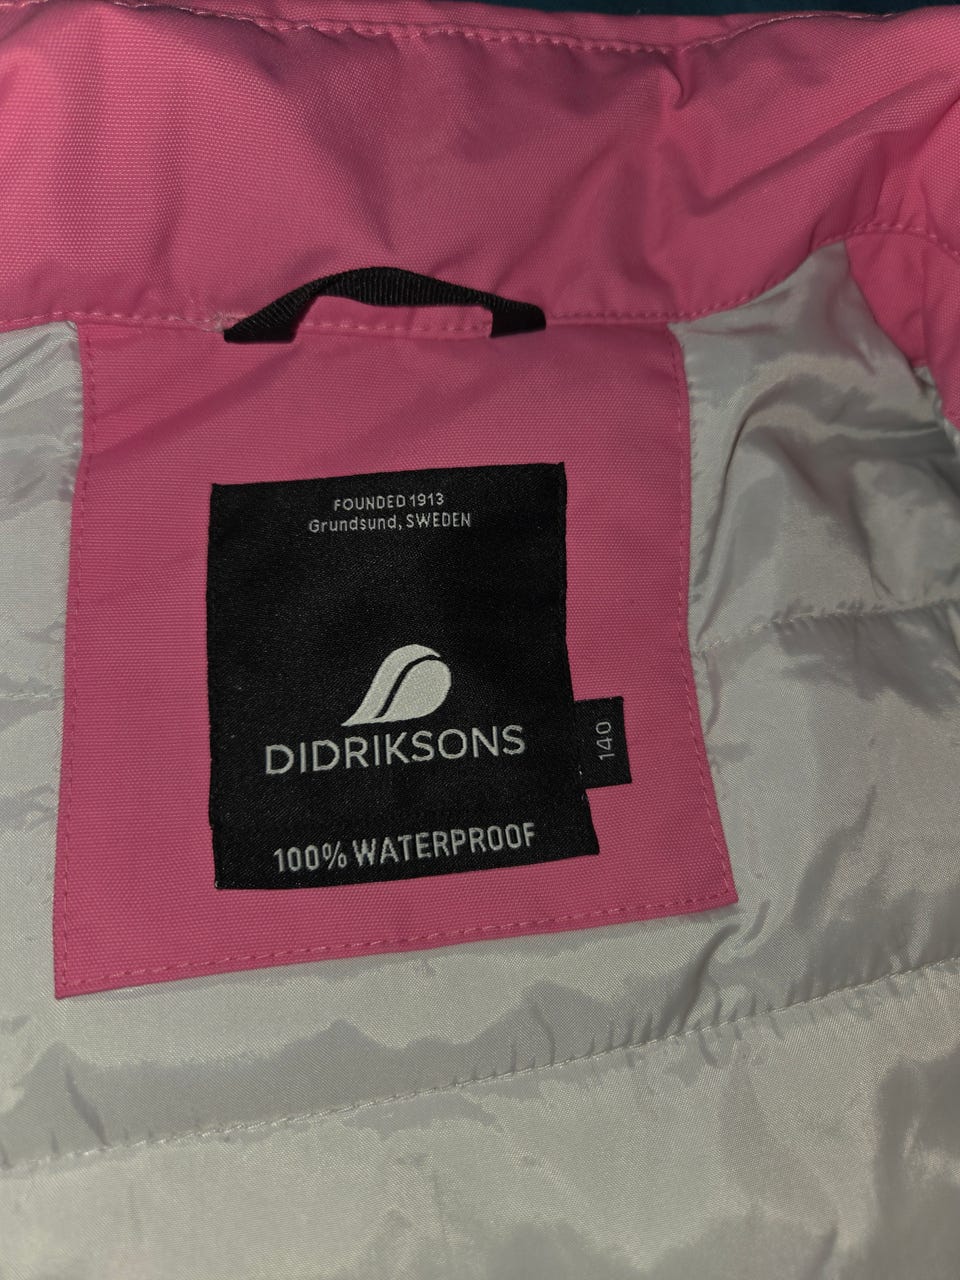 FOUNDED 1913
Grundsund, SWEDEN
DIDRIKSONS
140
100% WATERPROOF